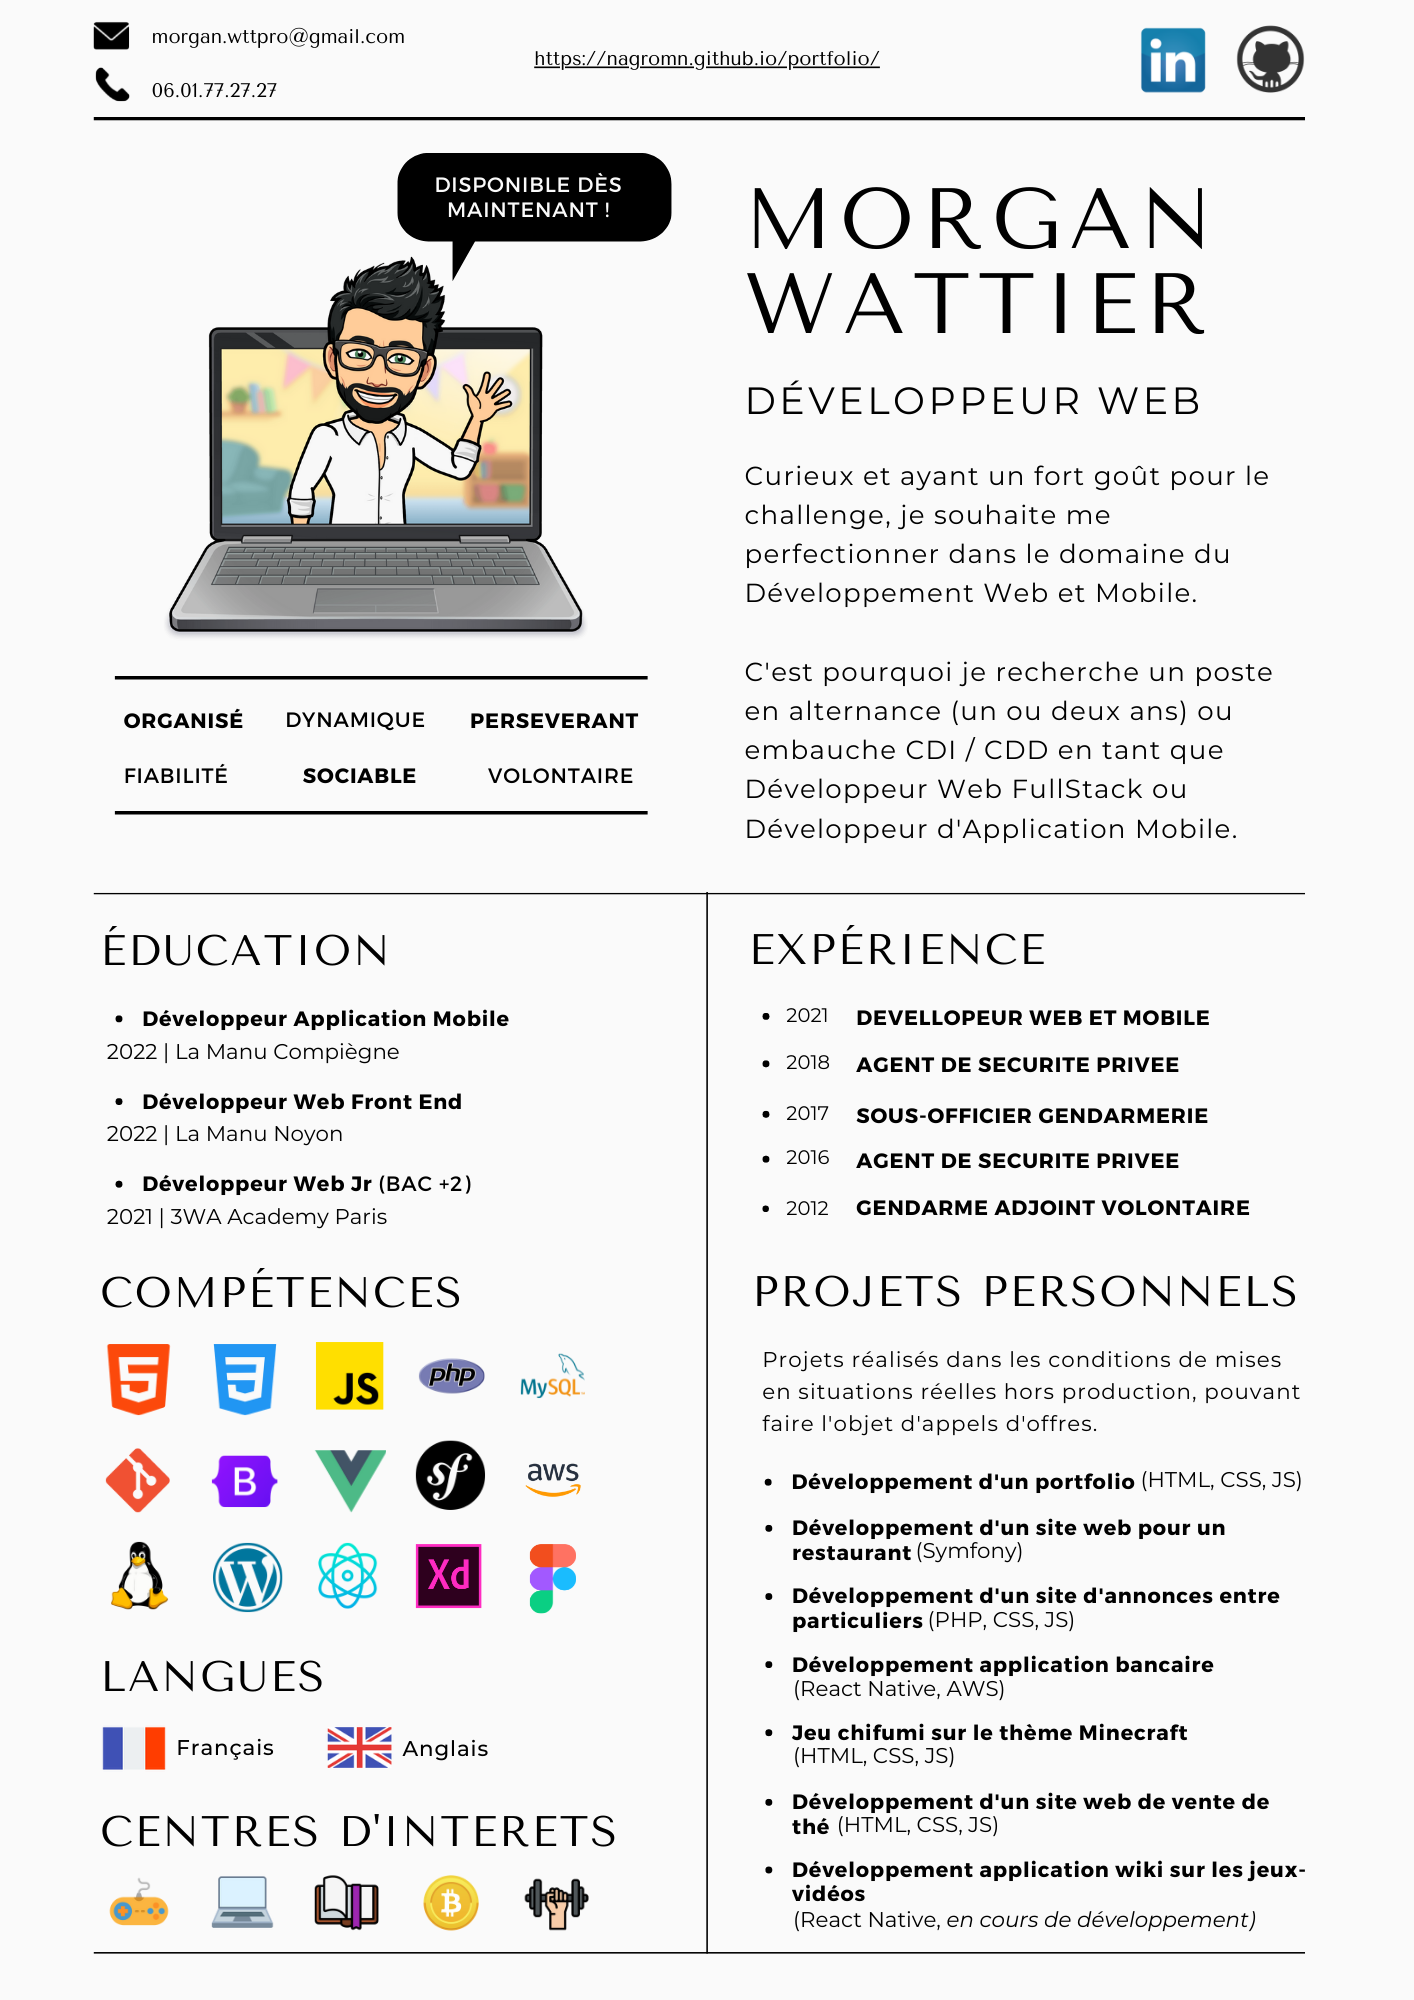 morgan.wttpro@gmail.com
06.01.77.27.27
https://nagromn.github.io/portfolio/
in
DISPONIBLE DÈS
MAINTENANT !
MORGAN
WATTIER
DÉVELOPPEUR WEB
Curieux et ayant un fort goût pour le
challenge, je souhaite me
perfectionner dans le domaine du
Développement Web et Mobile.
C'est pourquoi je recherche un poste
en alternance (un ou deux ans) ou
embauche CDI / CDD en tant que
Développeur Web FullStack ou
Développeur d'Application Mobile.
ORGANISÉ DYNAMIQUE PERSEVERANT
FIABILITÉ SOCIABLE VOLONTAIRE
ÉDUCATION
• Développeur Application Mobile
2022 | La Manu Compiègne
• Développeur Web Front End
2022 | La Manu Noyon
• Développeur Web Jr (BAC +2)
2021 | 3WA Academy Paris
COMPÉTENCES
JS php MySQL
B sf aws
W Xd
LANGUES
Français Anglais
CENTRES D'INTERETS
EXPÉRIENCE
• 2021 DEVELLOPEUR WEB ET MOBILE
• 2018 AGENT DE SECURITE PRIVEE
• 2017 SOUS-OFFICIER GENDARMERIE
• 2016 AGENT DE SECURITE PRIVEE
• 2012 GENDARME ADJOINT VOLONTAIRE
PROJETS PERSONNELS
Projets réalisés dans les conditions de mises
en situations réelles hors production, pouvant
faire l'objet d'appels d'offres.
• Développement d'un portfolio (HTML, CSS, JS)
• Développement d'un site web pour un
restaurant (Symfony)
• Développement d'un site d'annonces entre
particuliers (PHP, CSS, JS)
• Développement application bancaire
(React Native, AWS)
• Jeu chifumi sur le thème Minecraft
(HTML, CSS, JS)
• Développement d'un site web de vente de
thé (HTML, CSS, JS)
• Développement application wiki sur les jeux-
vidéos
(React Native, en cours de développement)